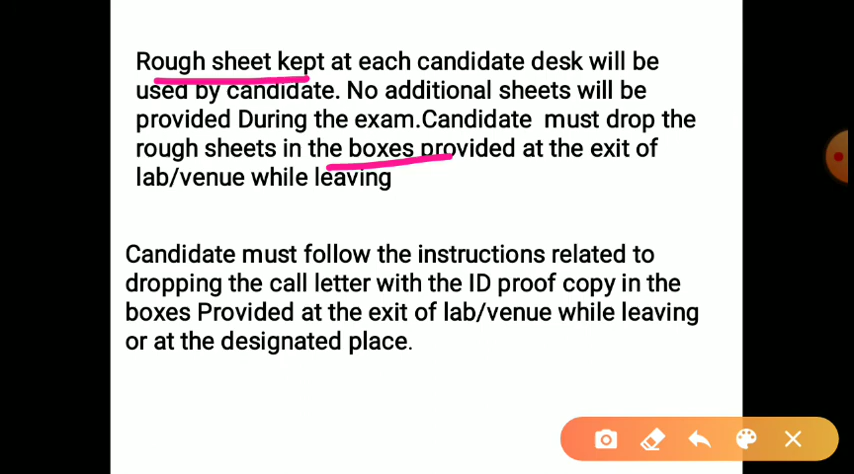 Rough sheet kept at each candidate desk will be
used by candidate. No additional sheets will be
provided During the exam.Candidate must drop the
rough sheets in the boxes provided at the exit of
lab/venue while leaving
Candidate must follow the instructions related to
dropping the call letter with the ID proof copy in the
boxes Provided at the exit of lab/venue while leaving
or at the designated place.